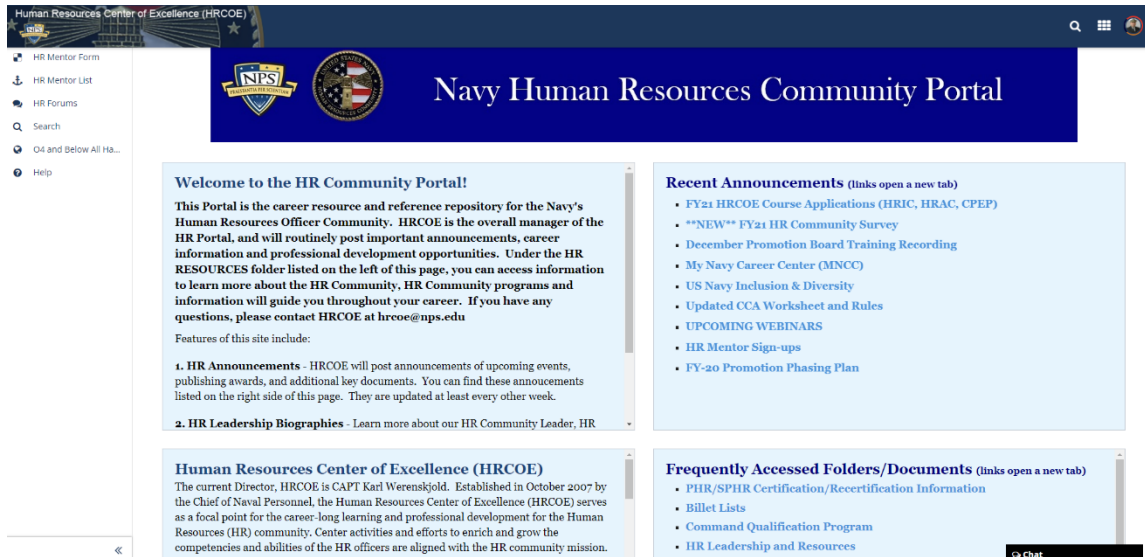 Human Resources Center of Excellence (HRCOE)
NPS
HR Mentor Form
HR Mentor List
HR Forums
Search
O4 and Below All Ha...
Help
NPS
PRAESTANTIA PER SCIENTIAM
UNITED STATES NAVY
Navy Human Resources Community Portal
Welcome to the HR Community Portal!
This Portal is the career resource and reference repository for the Navy's
Human Resources Officer Community.  HRCOE is the overall manager of the
HR Portal, and will routinely post important announcements, career
information and professional development opportunities.  Under the HR
RESOURCES folder listed on the left of this page, you can access information
to learn more about the HR Community, HR Community programs and
information will guide you throughout your career.  If you have any
questions, please contact HRCOE at hrcoe@nps.edu
Features of this site include:
1. HR Announcements - HRCOE will post announcements of upcoming events,
publishing awards, and additional key documents.  You can find these annoucements
listed on the right side of this page.  They are updated at least every other week.
2. HR Leadership Biographies - Learn more about our HR Community Leader, HR
Recent Announcements (links open a new tab)
FY21 HRCOE Course Applications (HRIC, HRAC, CPEP)
**NEW** FY21 HR Community Survey
December Promotion Board Training Recording
My Navy Career Center (MNCC)
US Navy Inclusion & Diversity
Updated CCA Worksheet and Rules
UPCOMING WEBINARS
HR Mentor Sign-ups
FY-20 Promotion Phasing Plan
Human Resources Center of Excellence (HRCOE)
The current Director, HRCOE is CAPT Karl Werenskjold.  Established in October 2007 by
the Chief of Naval Personnel, the Human Resources Center of Excellence (HRCOE) serves
as a focal point for the career-long learning and professional development for the Human
Resources (HR) community. Center activities and efforts to enrich and grow the
competencies and abilities of the HR officers are aligned with the HR community mission.
Frequently Accessed Folders/Documents (links open a new tab)
PHR/SPHR Certification/Recertification Information
Billet Lists
Command Qualification Program
HR Leadership and Resources
Chat